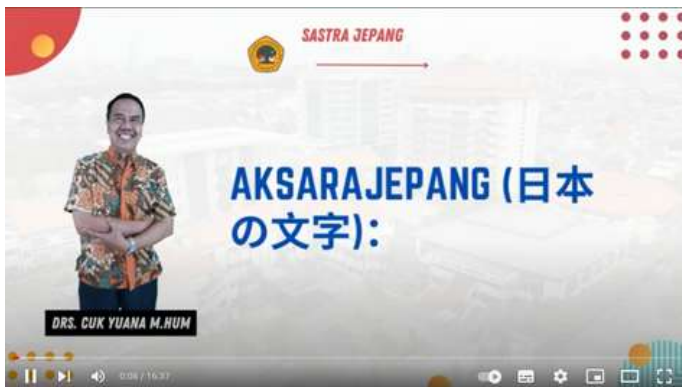 SASTRA JEPANG
AKSARAJEPANG (日本
の文字):
DRS. CUK YUANA M.HUM
0:06 / 16:37